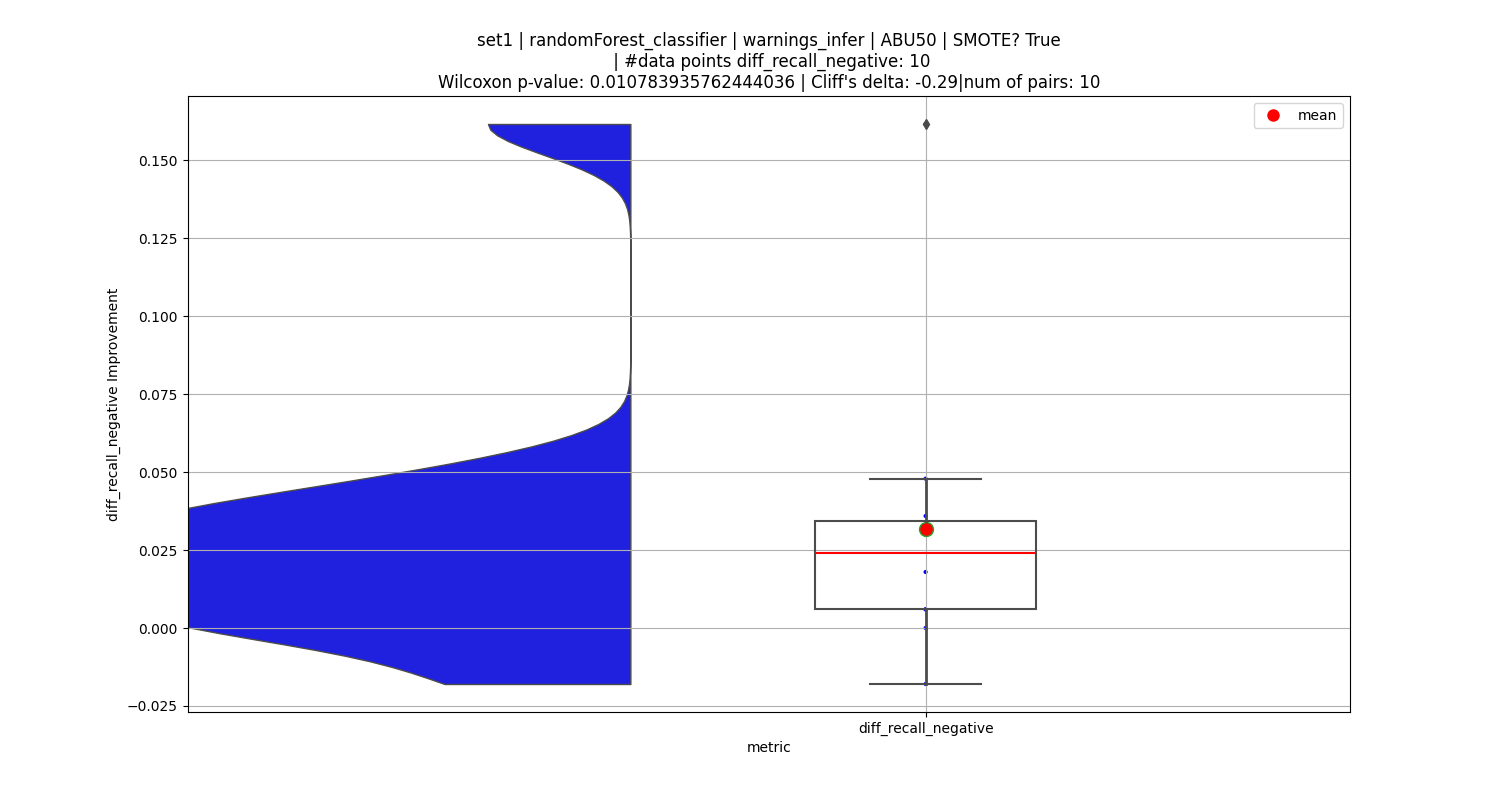 set1 | randomForest_classifier | warnings_infer | ABU50 | SMOTE? True
| #data points diff_recall_negative: 10
Wilcoxon p-value: 0.010783935762444036 | Cliff's delta: -0.29|num of pairs: 10
mean
0.150
0.125
0.100
0.075
0.050
0.025
0.000
−0.025
diff_recall_negative Improvement
diff_recall_negative
metric